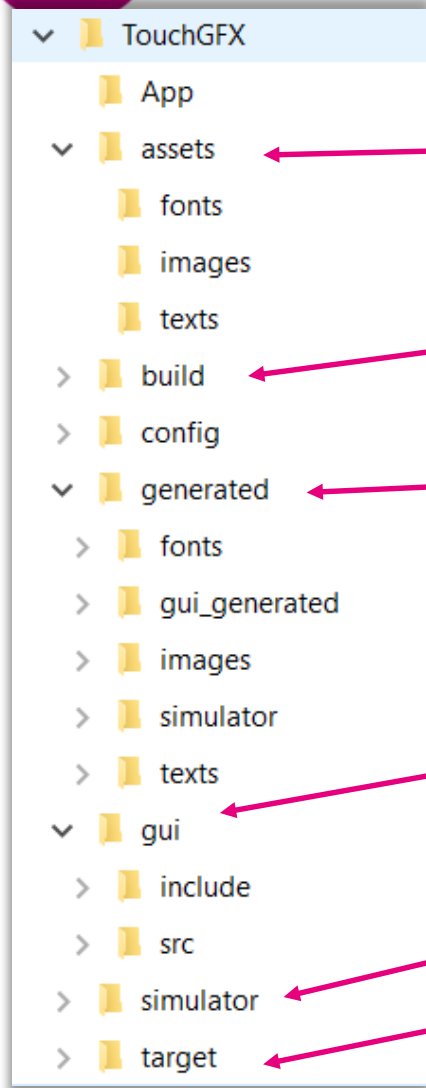 TouchGFX
App
assets
fonts
images
texts
build
config
generated
fonts
gui_generated
images
simulator
texts
gui
include
src
simulator
target